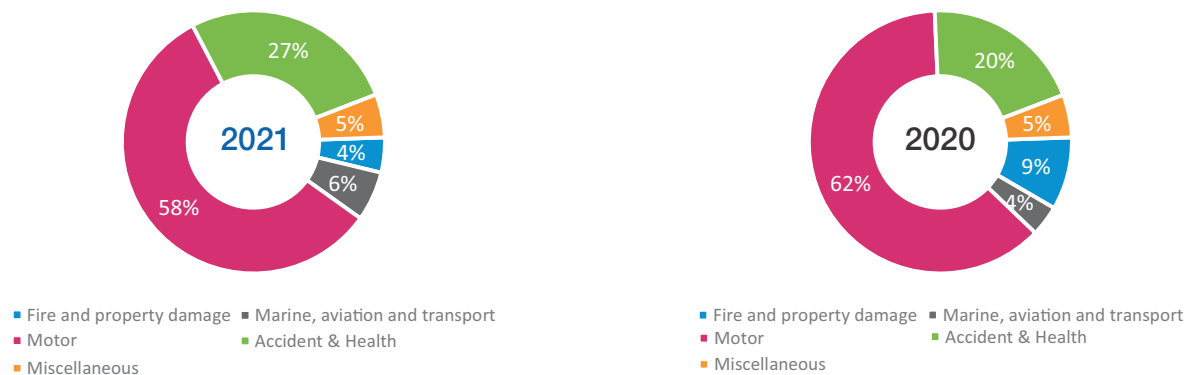 27%
5%
4%
6%
58%
2021
Fire and property damage
Marine, aviation and transport
Motor
Accident & Health
Miscellaneous
20%
5%
9%
4%
62%
2020
Fire and property damage
Marine, aviation and transport
Motor
Accident & Health
Miscellaneous